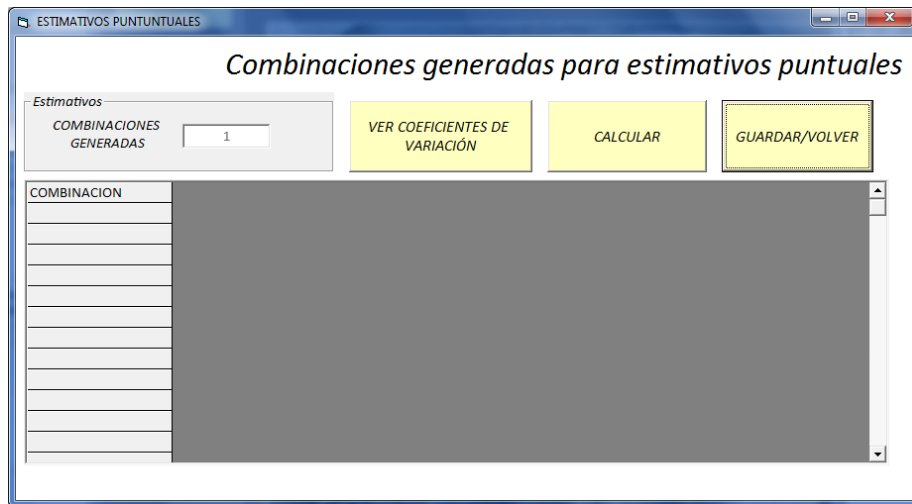 ESTIMATIVOS PUNTUNTUALES
Combinaciones generadas para estimativos puntuales
Estimativos
COMBINACIONES
GENERADAS
1
VER COEFICIENTES DE
VARIACIÓN
CALCULAR
GUARDAR/VOLVER
COMBINACION